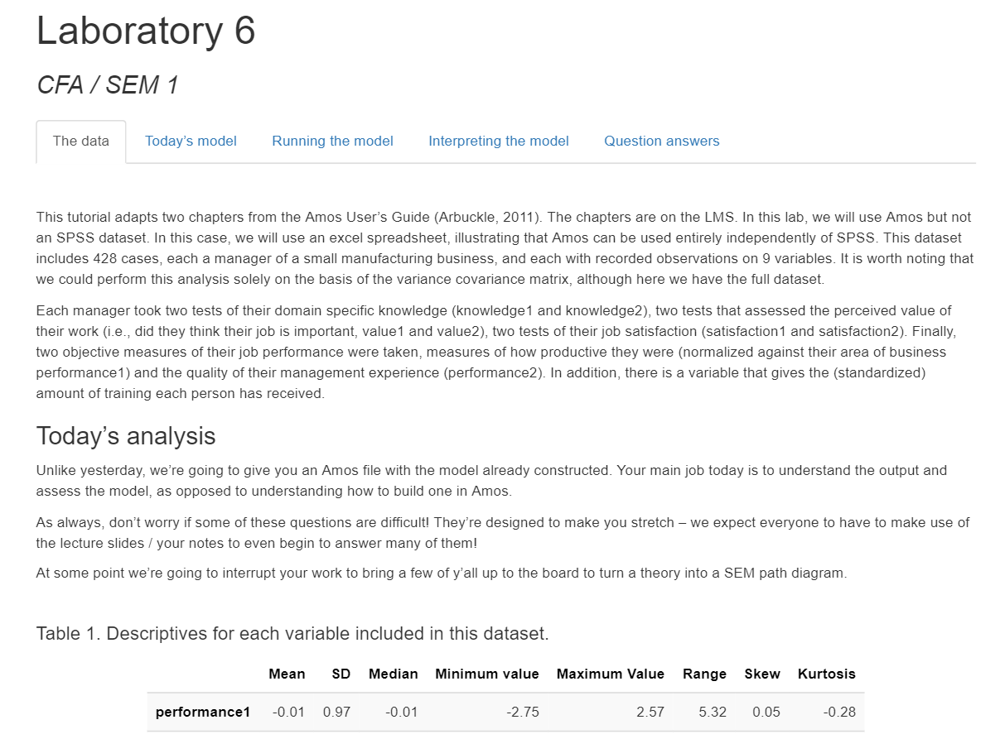 Laboratory 6
CFA / SEM 1
The data Today’s model Running the model Interpreting the model Question answers
This tutorial adapts two chapters from the Amos User’s Guide (Arbuckle, 2011). The chapters are on the LMS. In this lab, we will use Amos but not
an SPSS dataset. In this case, we will use an excel spreadsheet, illustrating that Amos can be used entirely independently of SPSS. This dataset
includes 428 cases, each a manager of a small manufacturing business, and each with recorded observations on 9 variables. It is worth noting that
we could perform this analysis solely on the basis of the variance covariance matrix, although here we have the full dataset.
Each manager took two tests of their domain specific knowledge (knowledge1 and knowledge2), two tests that assessed the perceived value of
their work (i.e., did they think their job is important, value1 and value2), two tests of their job satisfaction (satisfaction1 and satisfaction2). Finally,
two objective measures of their job performance were taken, measures of how productive they were (normalized against their area of business
performance1) and the quality of their management experience (performance2). In addition, there is a variable that gives the (standardized)
amount of training each person has received.
Today’s analysis
Unlike yesterday, we’re going to give you an Amos file with the model already constructed. Your main job today is to understand the output and
assess the model, as opposed to understanding how to build one in Amos.
As always, don’t worry if some of these questions are difficult! They’re designed to make you stretch – we expect everyone to have to make use of
the lecture slides / your notes to even begin to answer many of them!
At some point we’re going to interrupt your work to bring a few of y’all up to the board to turn a theory into a SEM path diagram.
Table 1. Descriptives for each variable included in this dataset.
Mean SD Median Minimum value Maximum Value Range Skew Kurtosis
performance1 -0.01 0.97 -0.01 -2.75 2.57 5.32 0.05 -0.28